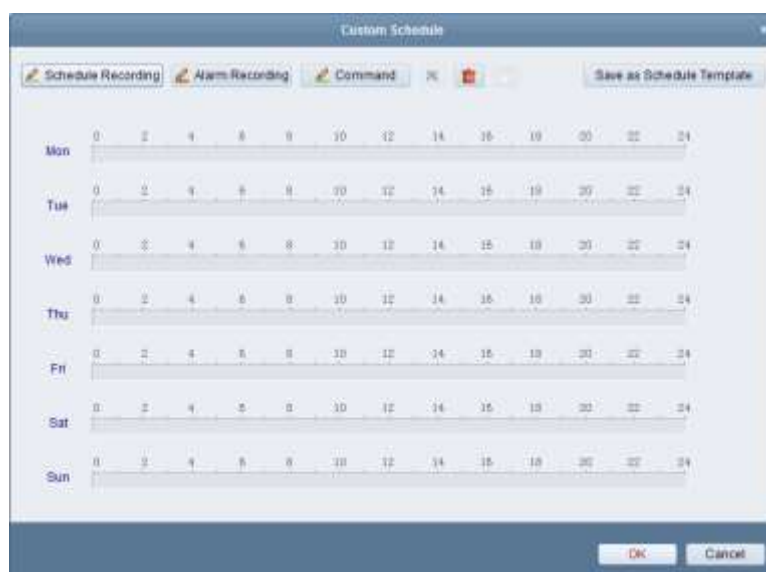 Custom Schedule
Schedule Recording Alarm Recording Command Save as Schedule Template
0 2 4 6 8 10 12 14 16 18 20 22 24
Mon
0 2 4 6 8 10 12 14 16 18 20 22 24
Tue
0 2 4 6 8 10 12 14 16 18 20 22 24
Wed
0 2 4 6 8 10 12 14 16 18 20 22 24
Thu
0 2 4 6 8 10 12 14 16 18 20 22 24
Fri
0 2 4 6 8 10 12 14 16 18 20 22 24
Sat
0 2 4 6 8 10 12 14 16 18 20 22 24
Sun
OK Cancel